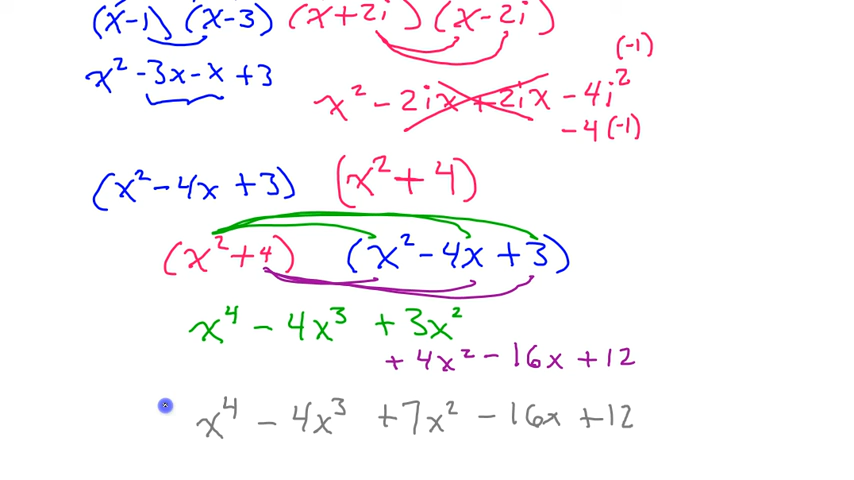 (x-1)(x-3) (x+2i)(x-2i)
(-1)
x² -3x-x +3
x² - 2ix +2ix -4i²
-4(-1)
(x²-4x+3) (x²+4)
(x²+4) (x²-4x+3)
x⁴ - 4x³ +3x²
+ 4x² - 16x +12
x⁴ - 4x³ +7x² - 16x +12